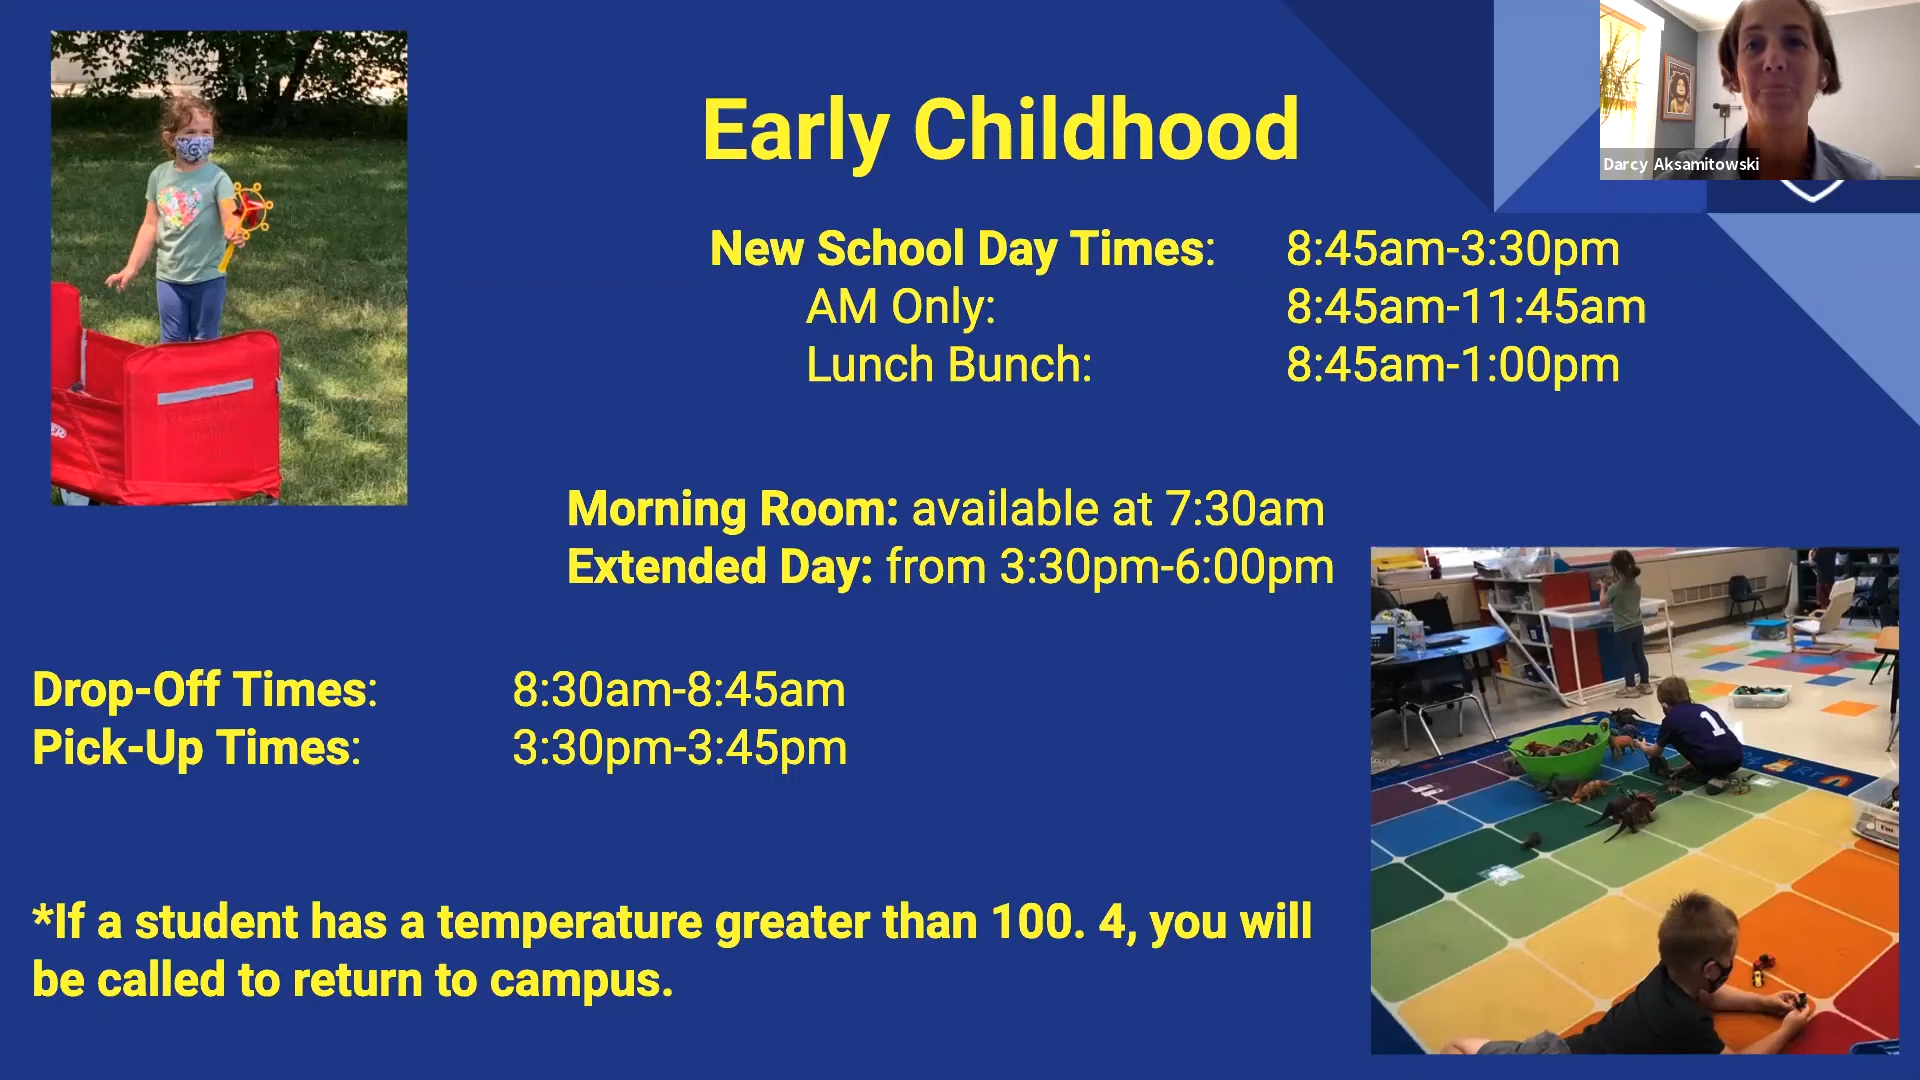 Early Childhood
Darcy Aksamitowski
New School Day Times: 8:45am-3:30pm
AM Only: 8:45am-11:45am
Lunch Bunch: 8:45am-1:00pm
Morning Room: available at 7:30am
Extended Day: from 3:30pm-6:00pm
Drop-Off Times: 8:30am-8:45am
Pick-Up Times: 3:30pm-3:45pm
1
*If a student has a temperature greater than 100. 4, you will
be called to return to campus.